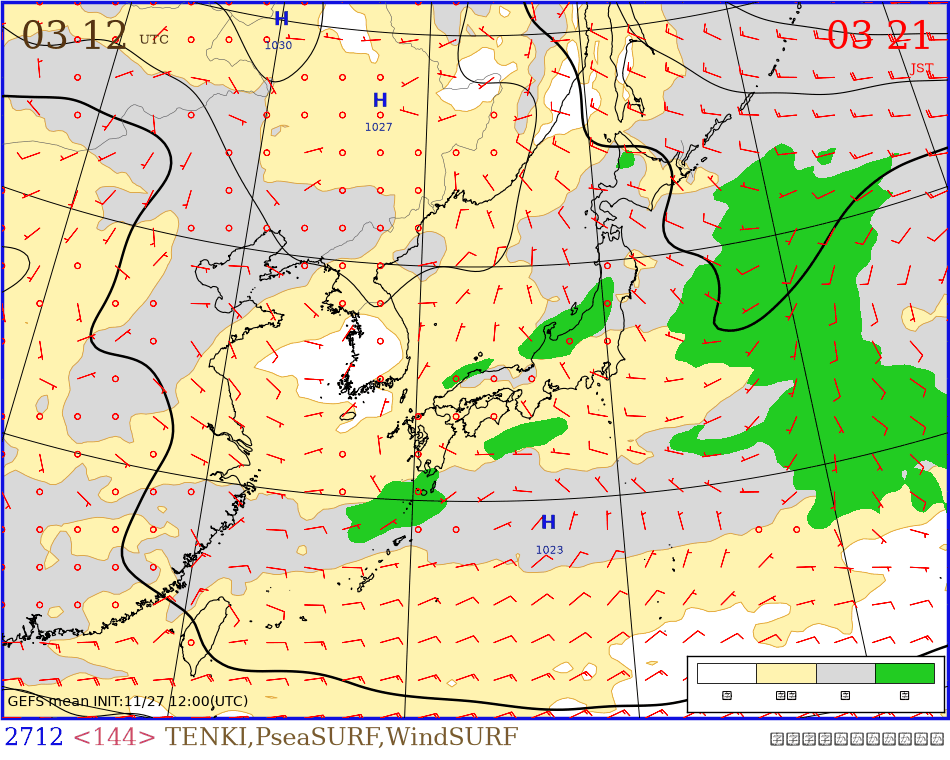 03 12 UTC
03 21
JST
H
1030
H
1027
H
1023
GEFS mean INIT:11/27 12:00(UTC)
2712 <144> TENKI,PseaSURF,WindSURF